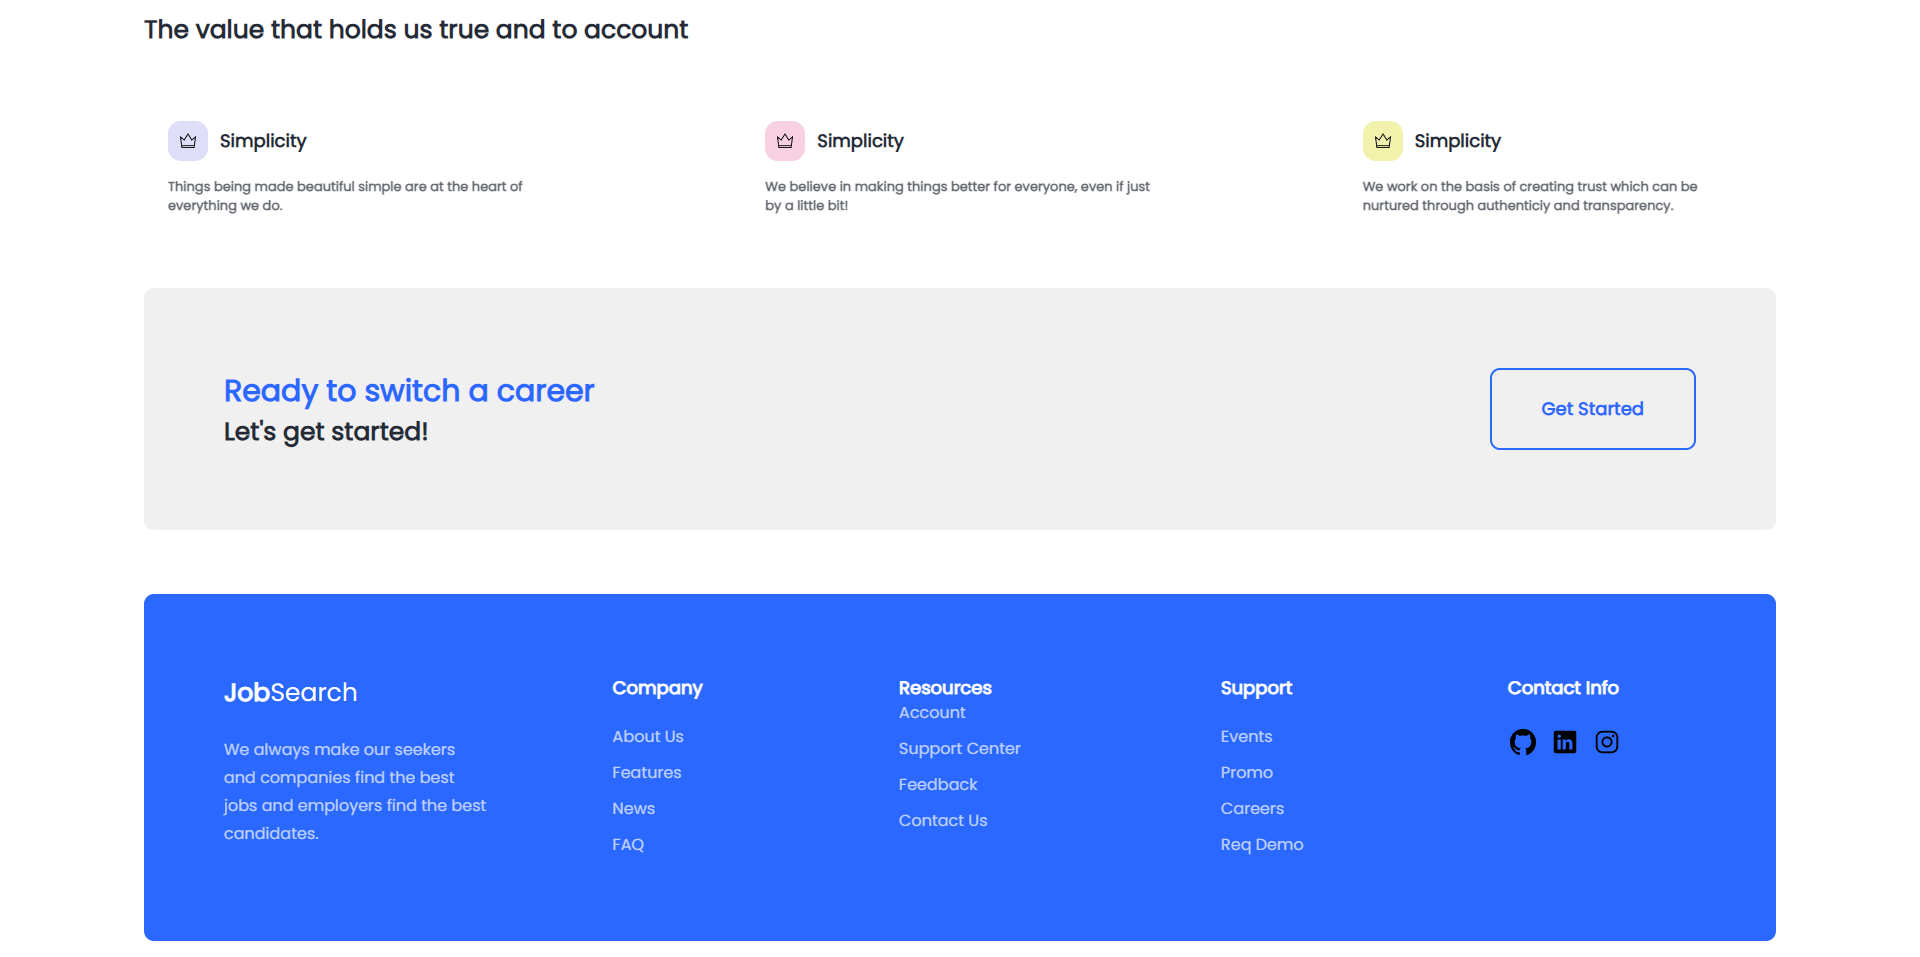 The value that holds us true and to account
Simplicity
Things being made beautiful simple are at the heart of
everything we do.
Simplicity
We believe in making things better for everyone, even if just
by a little bit!
Simplicity
We work on the basis of creating trust which can be
nurtured through authenticiy and transparency.
Ready to switch a career
Let's get started!
Get Started
JobSearch
We always make our seekers
and companies find the best
jobs and employers find the best
candidates.
Company
About Us
Features
News
FAQ
Resources
Account
Support Center
Feedback
Contact Us
Support
Events
Promo
Careers
Req Demo
Contact Info
in